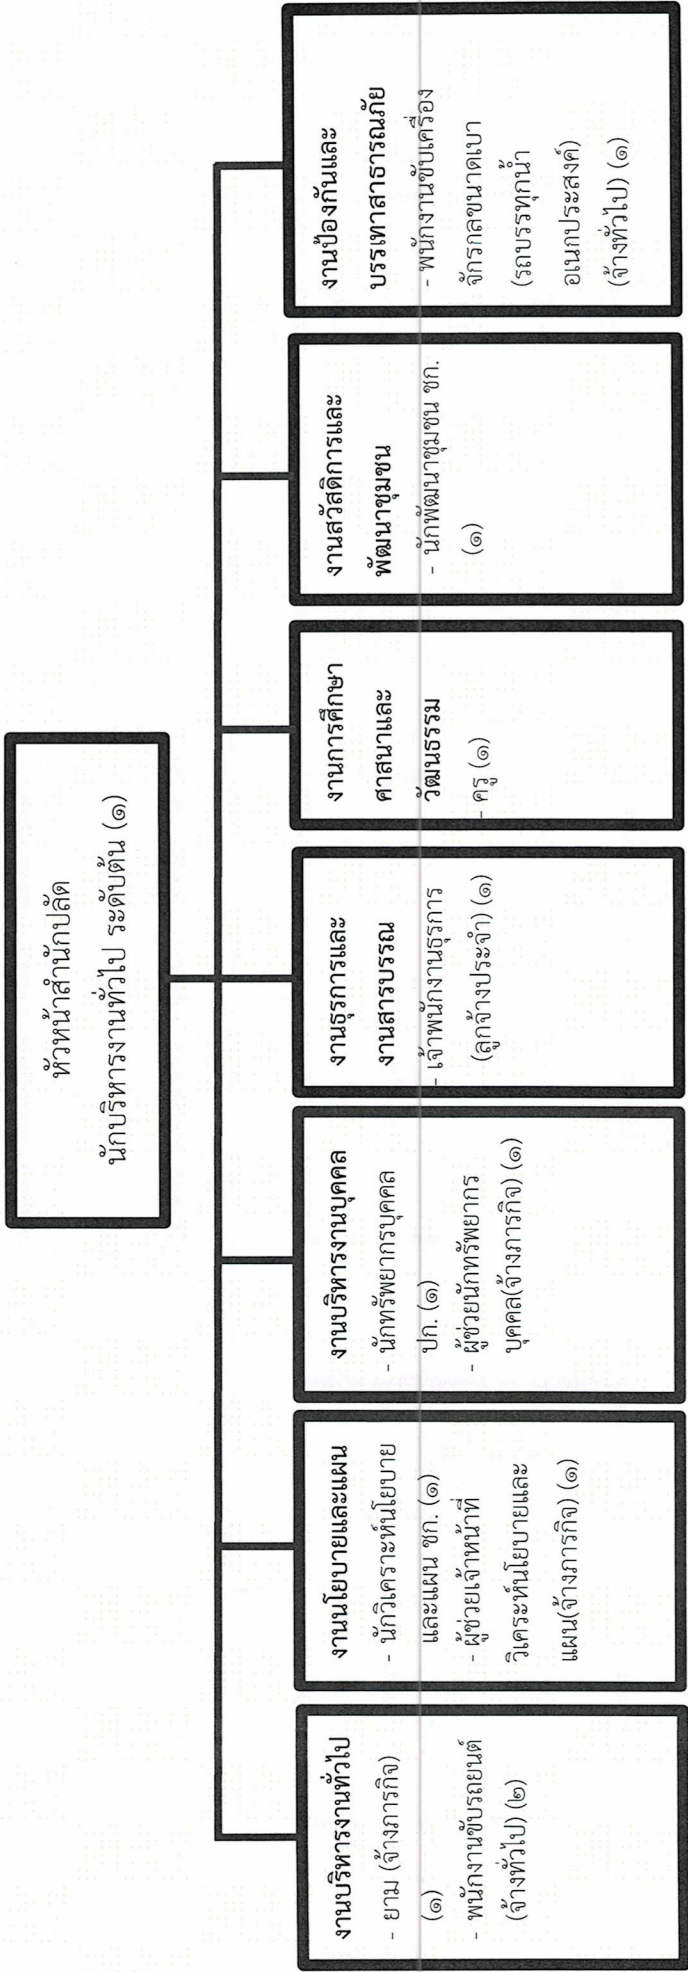 หัวหน้าสำนักปลัด
นักบริหารงานทั่วไป ระดับต้น (๑)
งานบริหารงานทั่วไป
- ยาม (จ้างภารกิจ)
(๑)
- พนักงานขับรถยนต์
(จ้างทั่วไป) (๒)
งานนโยบายและแผน
- นักวิเคราะห์นโยบาย
และแผน ชก. (๑)
- ผู้ช่วยเจ้าหน้าที่
วิเคระห์นโยบายและ
แผน(จ้างภารกิจ) (๑)
งานบริหารงานบุคคล
- นักทรัพยากรบุคคล
ปก. (๑)
- ผู้ช่วยนักทรัพยากร
บุคคล(จ้างภารกิจ) (๑)
งานธุรการและ
งานสารบรรณ
- เจ้าพนักงานธุรการ
(ลูกจ้างประจำ) (๑)
งานการศึกษา
ศาสนาและ
วัฒนธรรม
- ครู (๑)
งานสวัสดิการและ
พัฒนาชุมชน
- นักพัฒนาชุมชน ชก.
(๑)
งานป้องกันและ
บรรเทาสาธารณภัย
- พนักงานขับเครื่อง
จักรกลขนาดเบา
(รถบรรทุกน้ำ
อเนกประสงค์)
(จ้างทั่วไป) (๑)